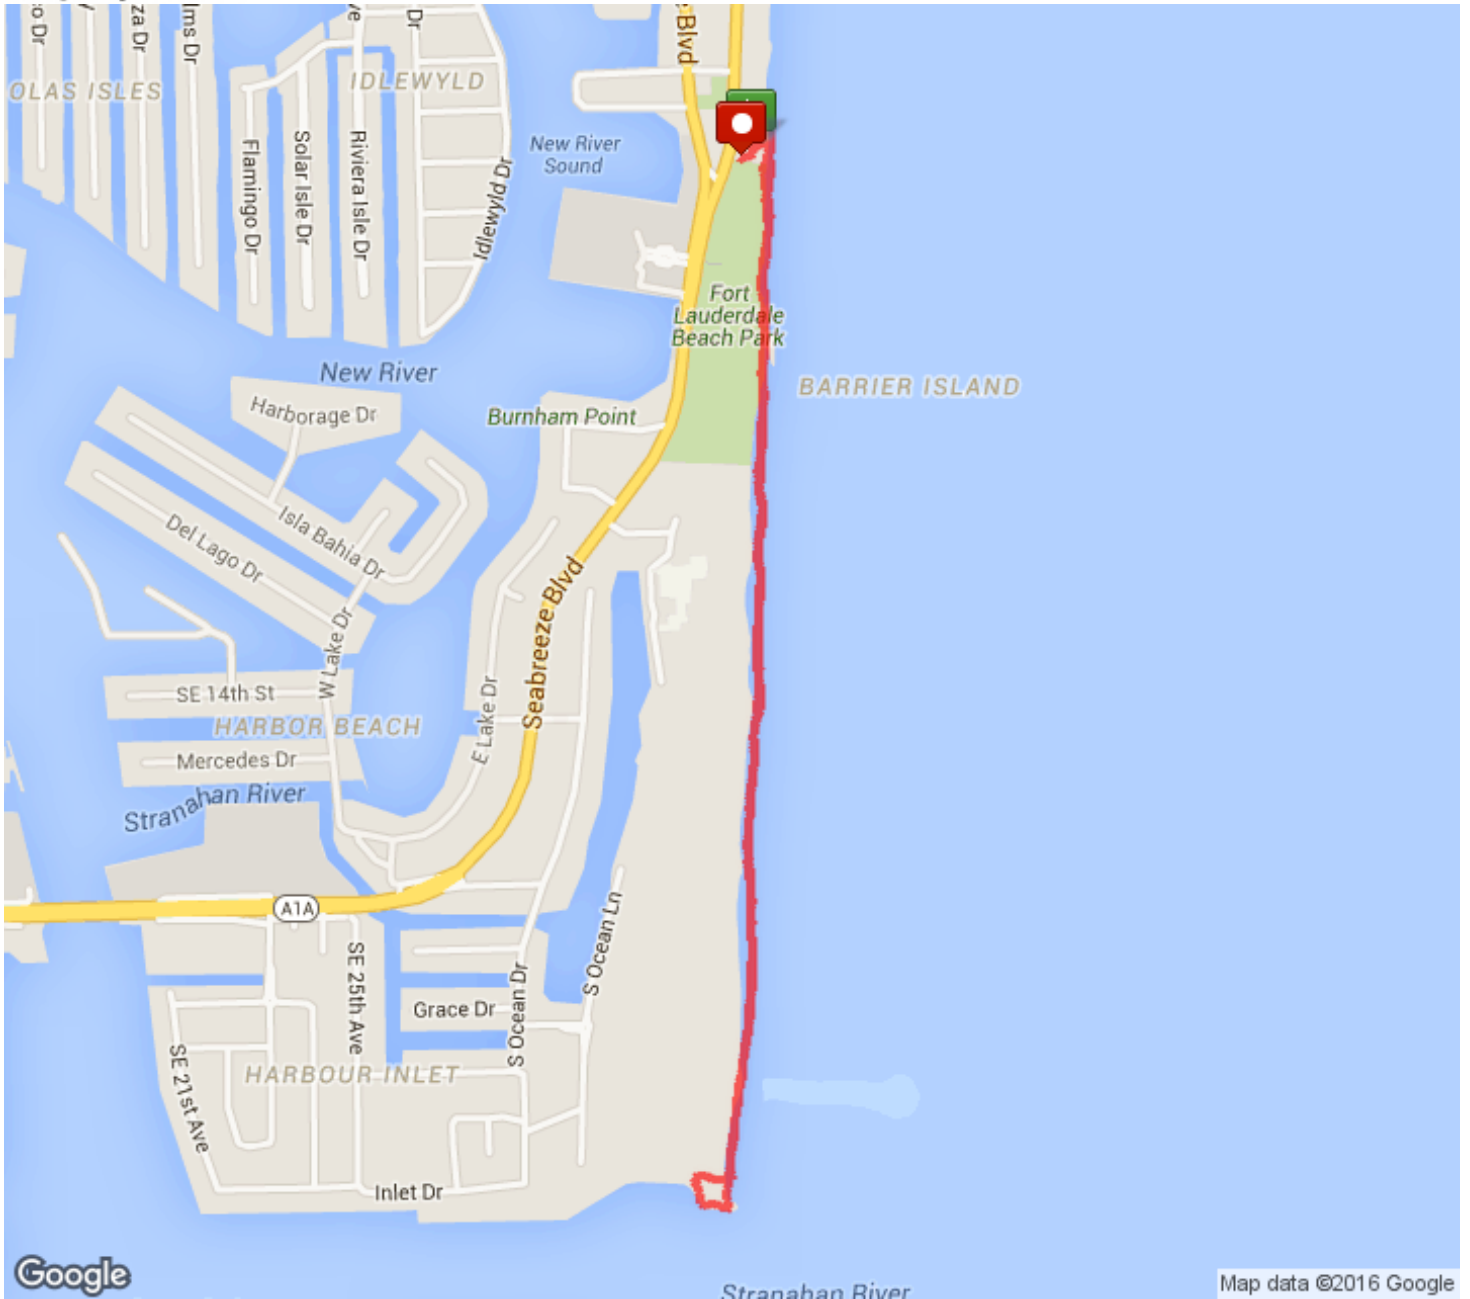 Blvd
IDLEWYLD
OLAS ISLES
New River
Sound
Flamingo Dr
Solar Isle Dr
Riviera Isle Dr
Idlewyld Dr
Fort
Lauderdale
Beach Park
New River
BARRIER ISLAND
Harborage Dr
Burnham Point
Isla Bahia Dr
Del Lago Dr
Seabreeze Blvd
W Lake Dr
SE 14th St
E Lake Dr
HARBOR BEACH
Mercedes Dr
Stranahan River
A1A
S Ocean Ln
SE 25th Ave
S Ocean Dr
Grace Dr
SE 21st Ave
HARBOUR INLET
Inlet Dr
Google
Stranahan River
Map data ©2016 Google